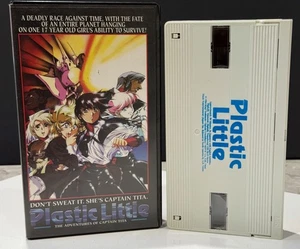 A DEADLY RACE AGAINST TIME, WITH THE FATE
OF AN ENTIRE PLANET HANGING
ON ONE 17 YEAR OLD GIRL'S ABILITY TO SURVIVE!
DON'T SWEAT IT, SHE'S CAPTAIN TITA.
Plastic Little
THE ADVENTURES OF CAPTAIN TITA
Plastic
Little